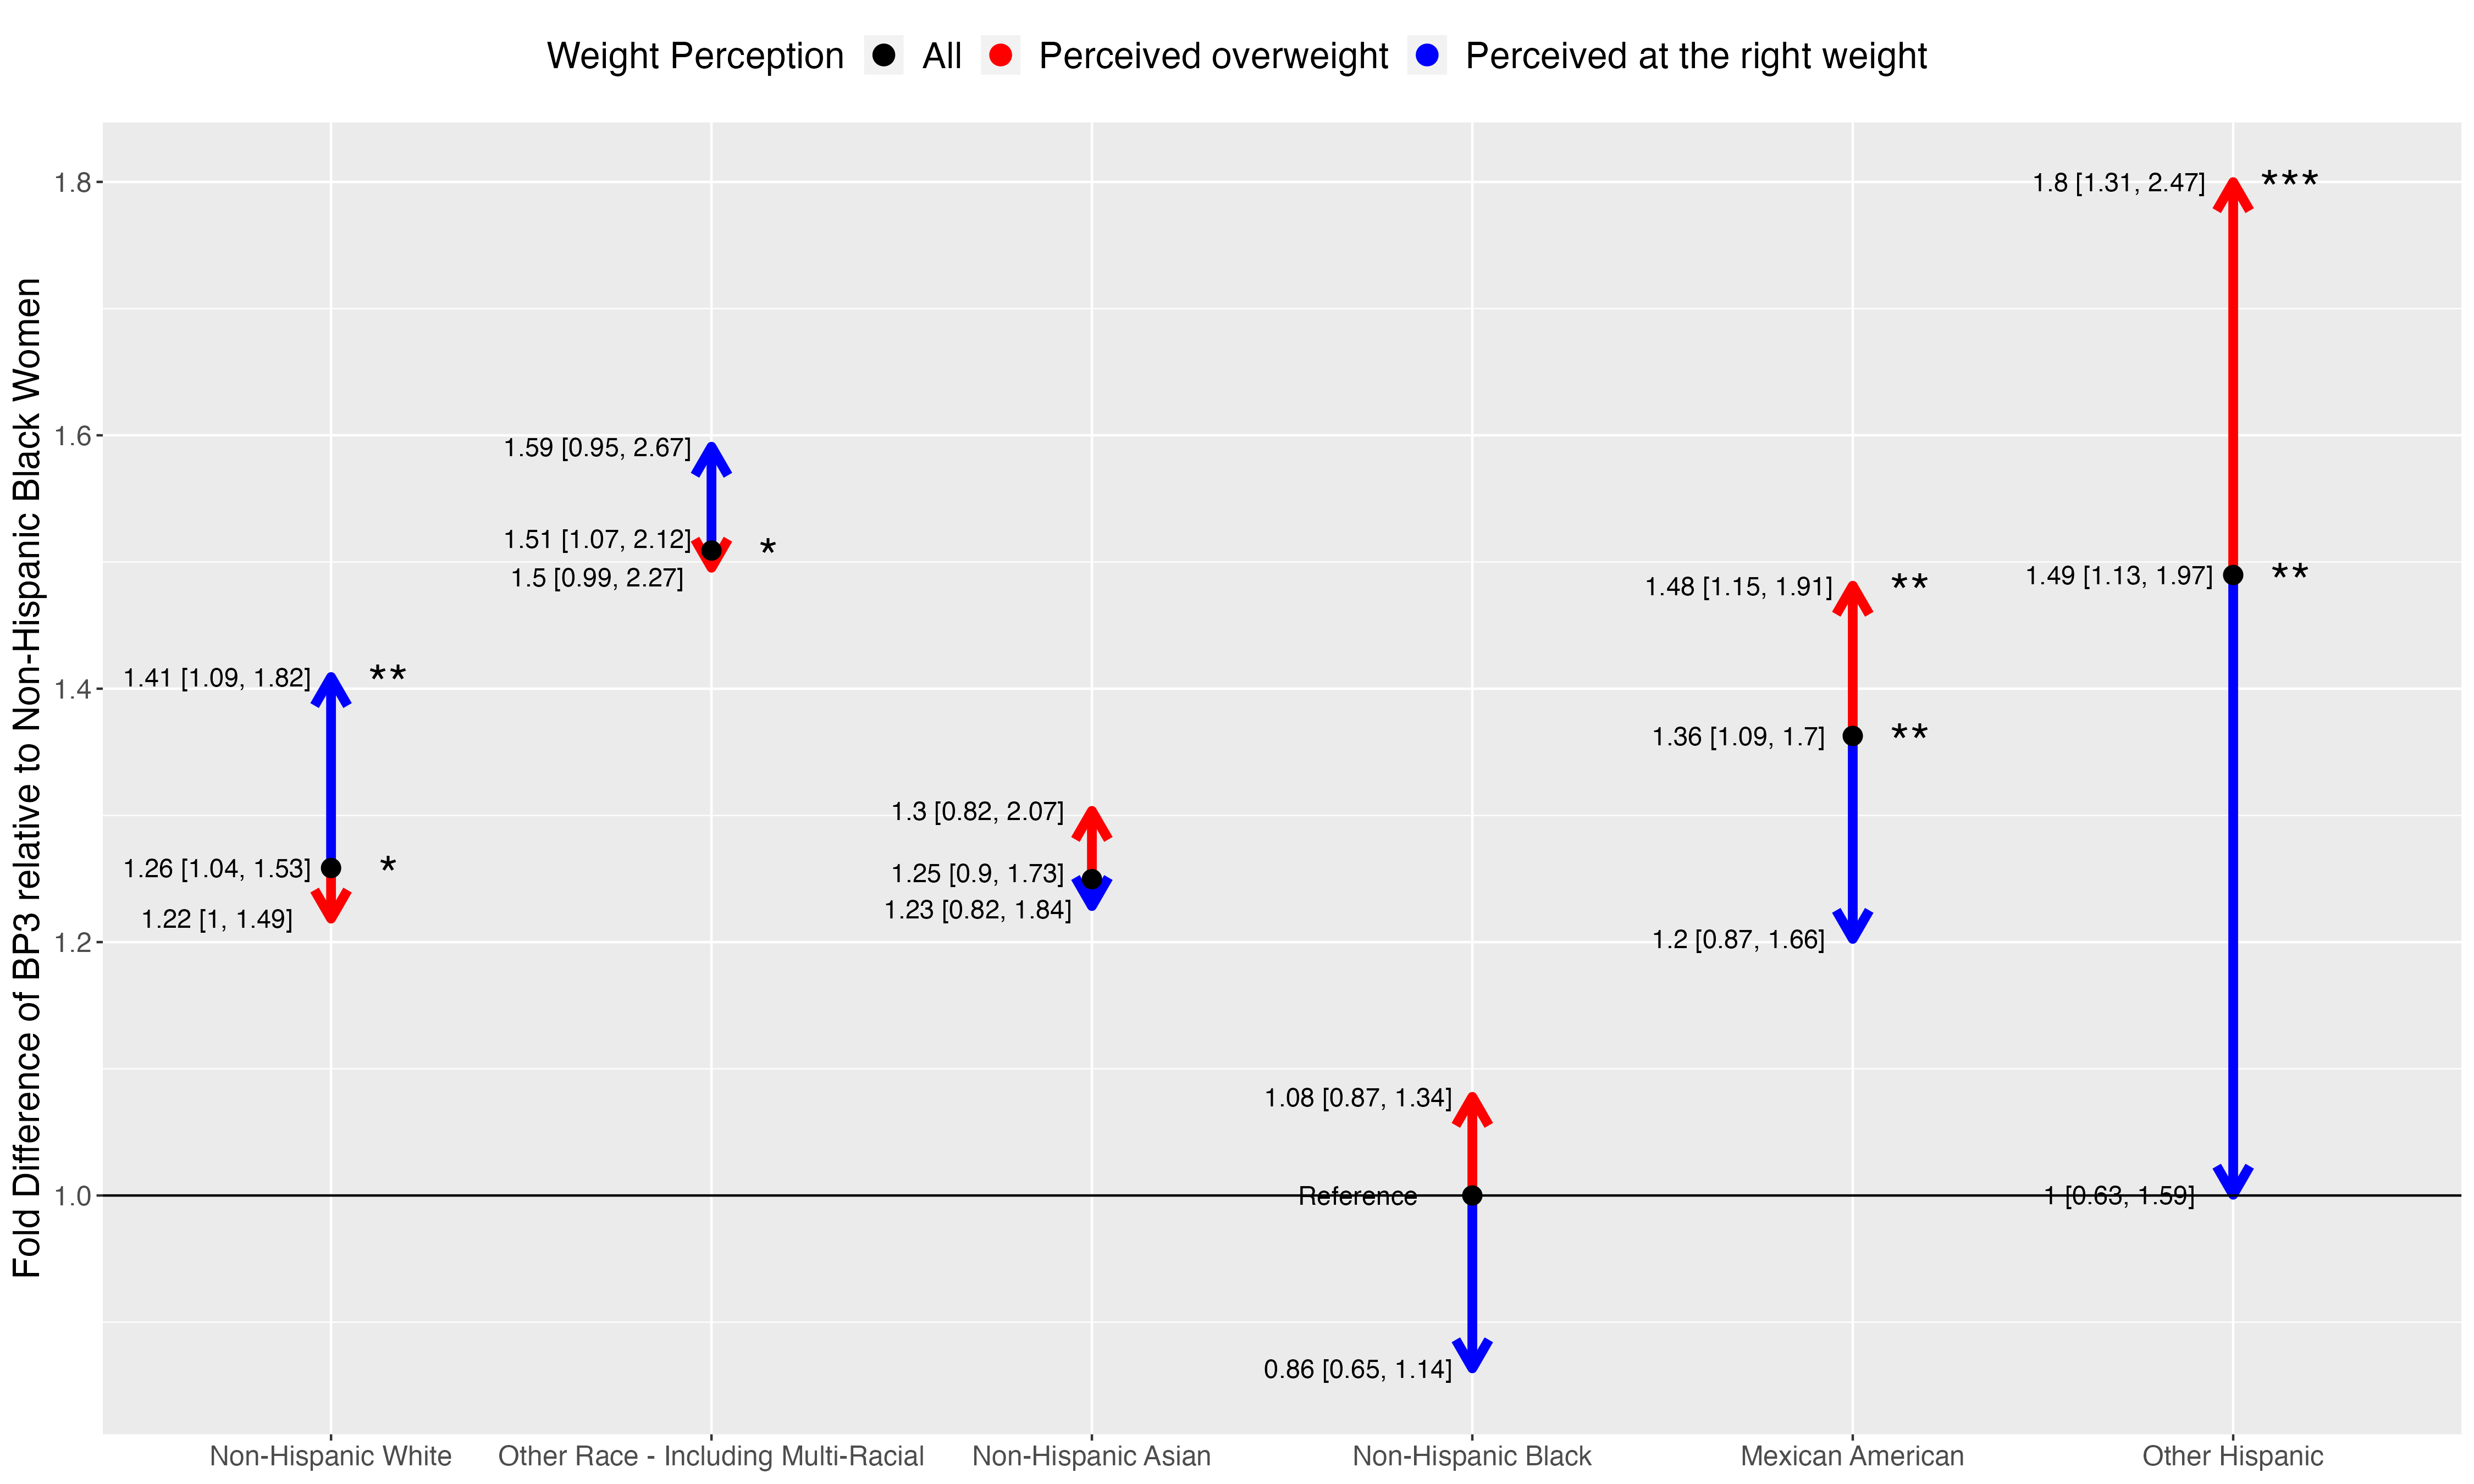 Weight Perception All Perceived overweight Perceived at the right weight
Fold Difference of BP3 relative to Non-Hispanic Black Women
1.8
1.6
1.4
1.2
1.0
1.41 [1.09, 1.82] **
1.26 [1.04, 1.53] *
1.22 [1, 1.49]
1.59 [0.95, 2.67]
1.51 [1.07, 2.12] *
1.5 [0.99, 2.27]
1.3 [0.82, 2.07]
1.25 [0.9, 1.73]
1.23 [0.82, 1.84]
1.08 [0.87, 1.34]
Reference
0.86 [0.65, 1.14]
1.48 [1.15, 1.91] **
1.36 [1.09, 1.7] **
1.2 [0.87, 1.66]
1.8 [1.31, 2.47] ***
1.49 [1.13, 1.97] **
1 [0.63, 1.59]
Non-Hispanic White Other Race - Including Multi-Racial Non-Hispanic Asian Non-Hispanic Black Mexican American Other Hispanic